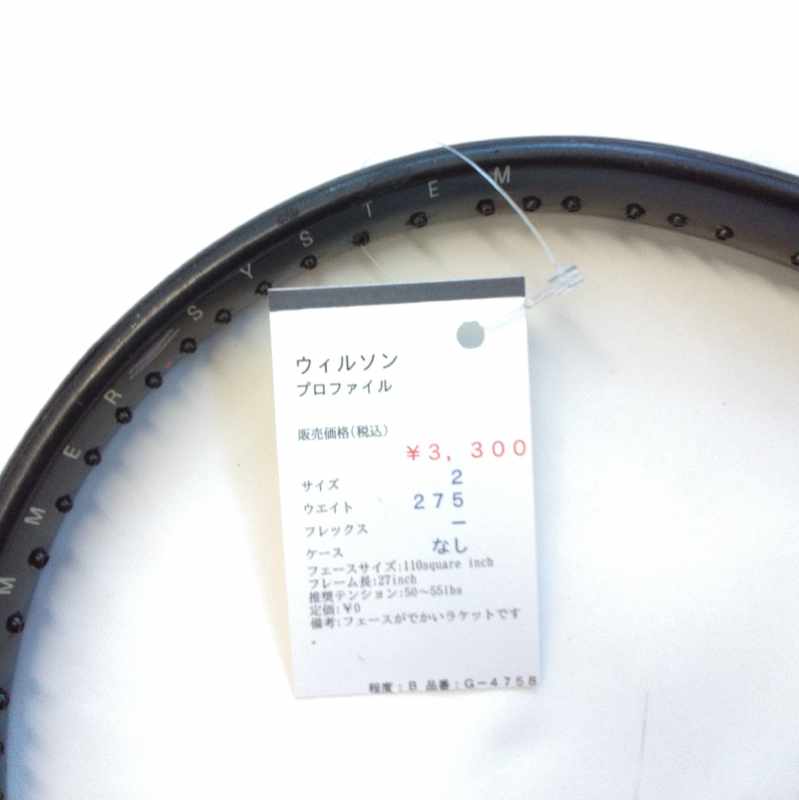 M M E R S Y S T E M
ウィルソン
プロファイル
販売価格(税込)
¥3,300
サイズ 2
ウエイト 275
フレックス ー
ケース なし
フェースサイズ:110square inch
フレーム長:27inch
推奨テンション:50～55lbs
定価:¥0
備考:フェースがでかいラケットです
。
程度:B 品番:G-4758